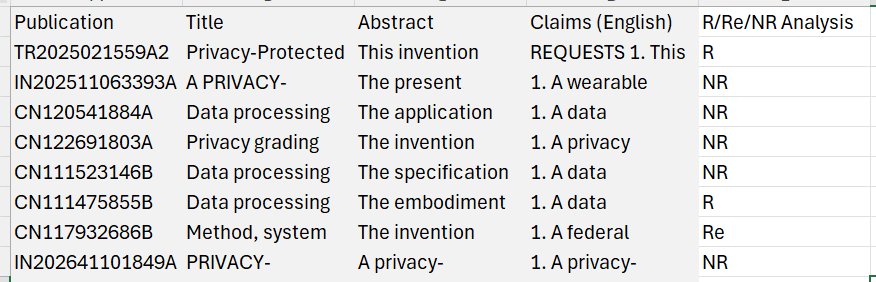 Publication Title Abstract Claims (English) R/Re/NR Analysis
TR2025021559A2 Privacy-Protected This invention REQUESTS 1. This R
IN202511063393A A PRIVACY- The present 1. A wearable NR
CN120541884A Data processing The application 1. A data NR
CN122691803A Privacy grading The invention 1. A privacy NR
CN111523146B Data processing The specification 1. A data NR
CN111475855B Data processing The embodiment 1. A data R
CN117932686B Method, system The invention 1. A federal Re
IN202641101849A PRIVACY- A privacy- 1. A privacy- NR